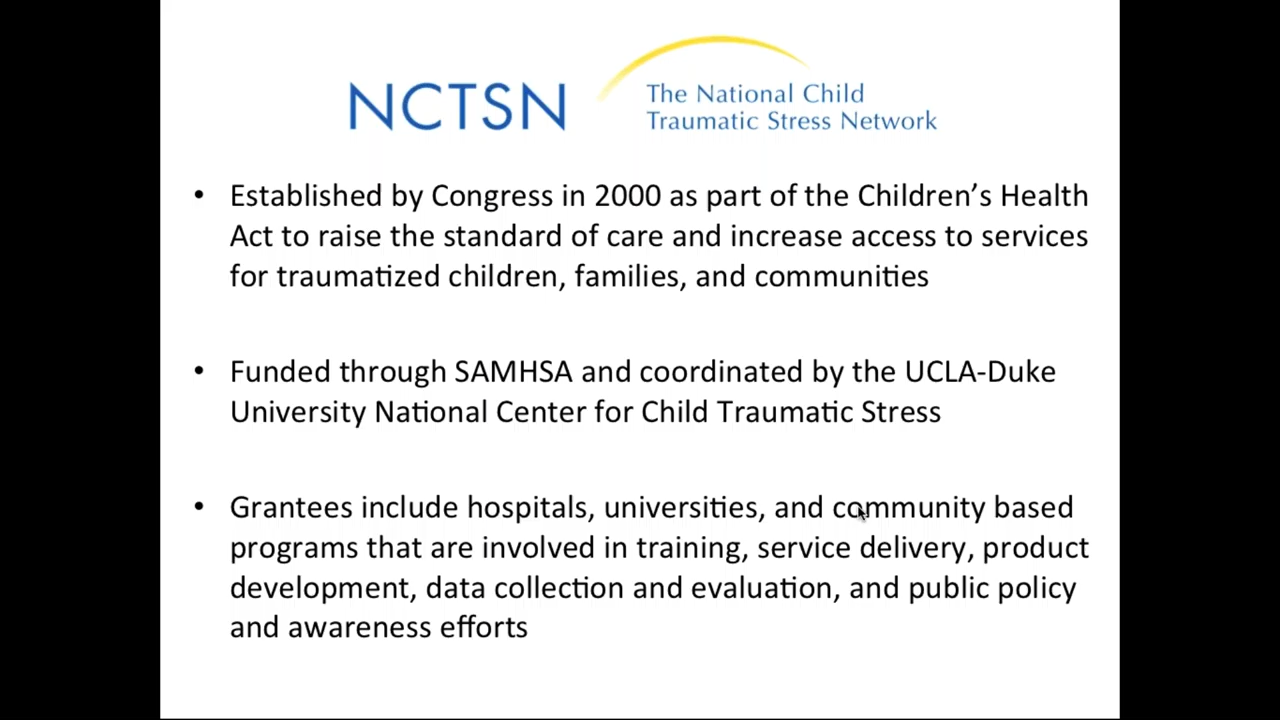 NCTSN
The National Child
Traumatic Stress Network
• Established by Congress in 2000 as part of the Children’s Health
Act to raise the standard of care and increase access to services
for traumatized children, families, and communities
• Funded through SAMHSA and coordinated by the UCLA-Duke
University National Center for Child Traumatic Stress
• Grantees include hospitals, universities, and community based
programs that are involved in training, service delivery, product
development, data collection and evaluation, and public policy
and awareness efforts